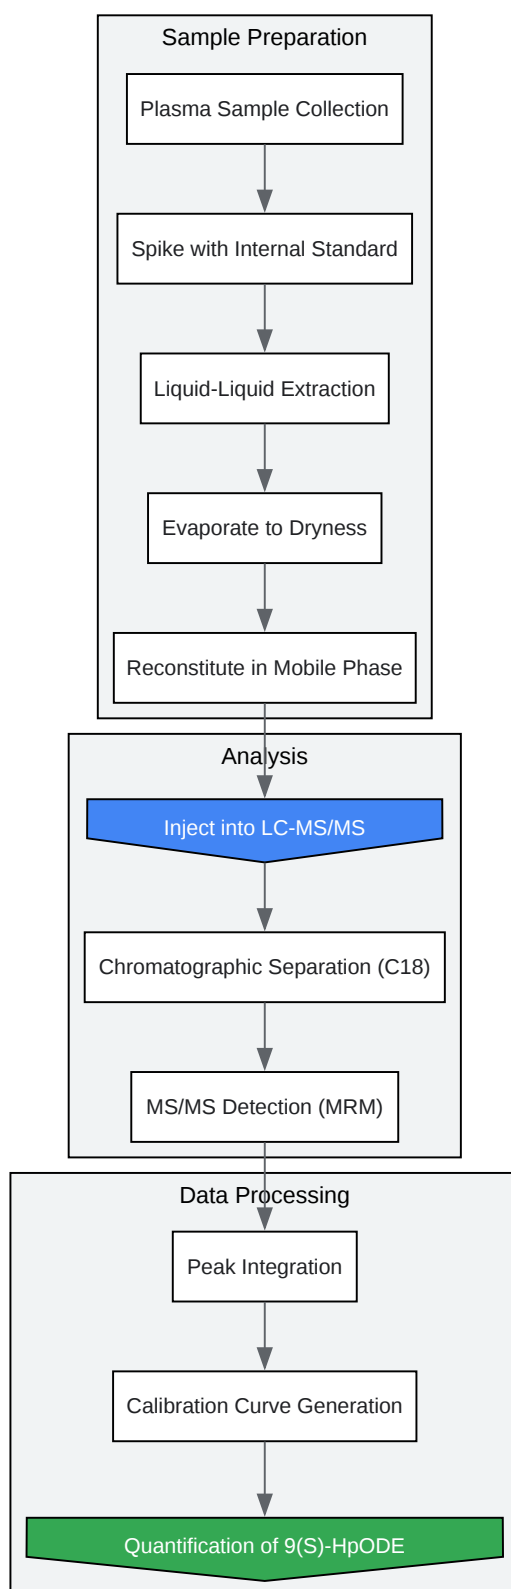 Sample Preparation
Plasma Sample Collection
Spike with Internal Standard
Liquid-Liquid Extraction
Evaporate to Dryness
Reconstitute in Mobile Phase
Analysis
Inject into LC-MS/MS
Chromatographic Separation (C18)
MS/MS Detection (MRM)
Data Processing
Peak Integration
Calibration Curve Generation
Quantification of 9(S)-HpODE